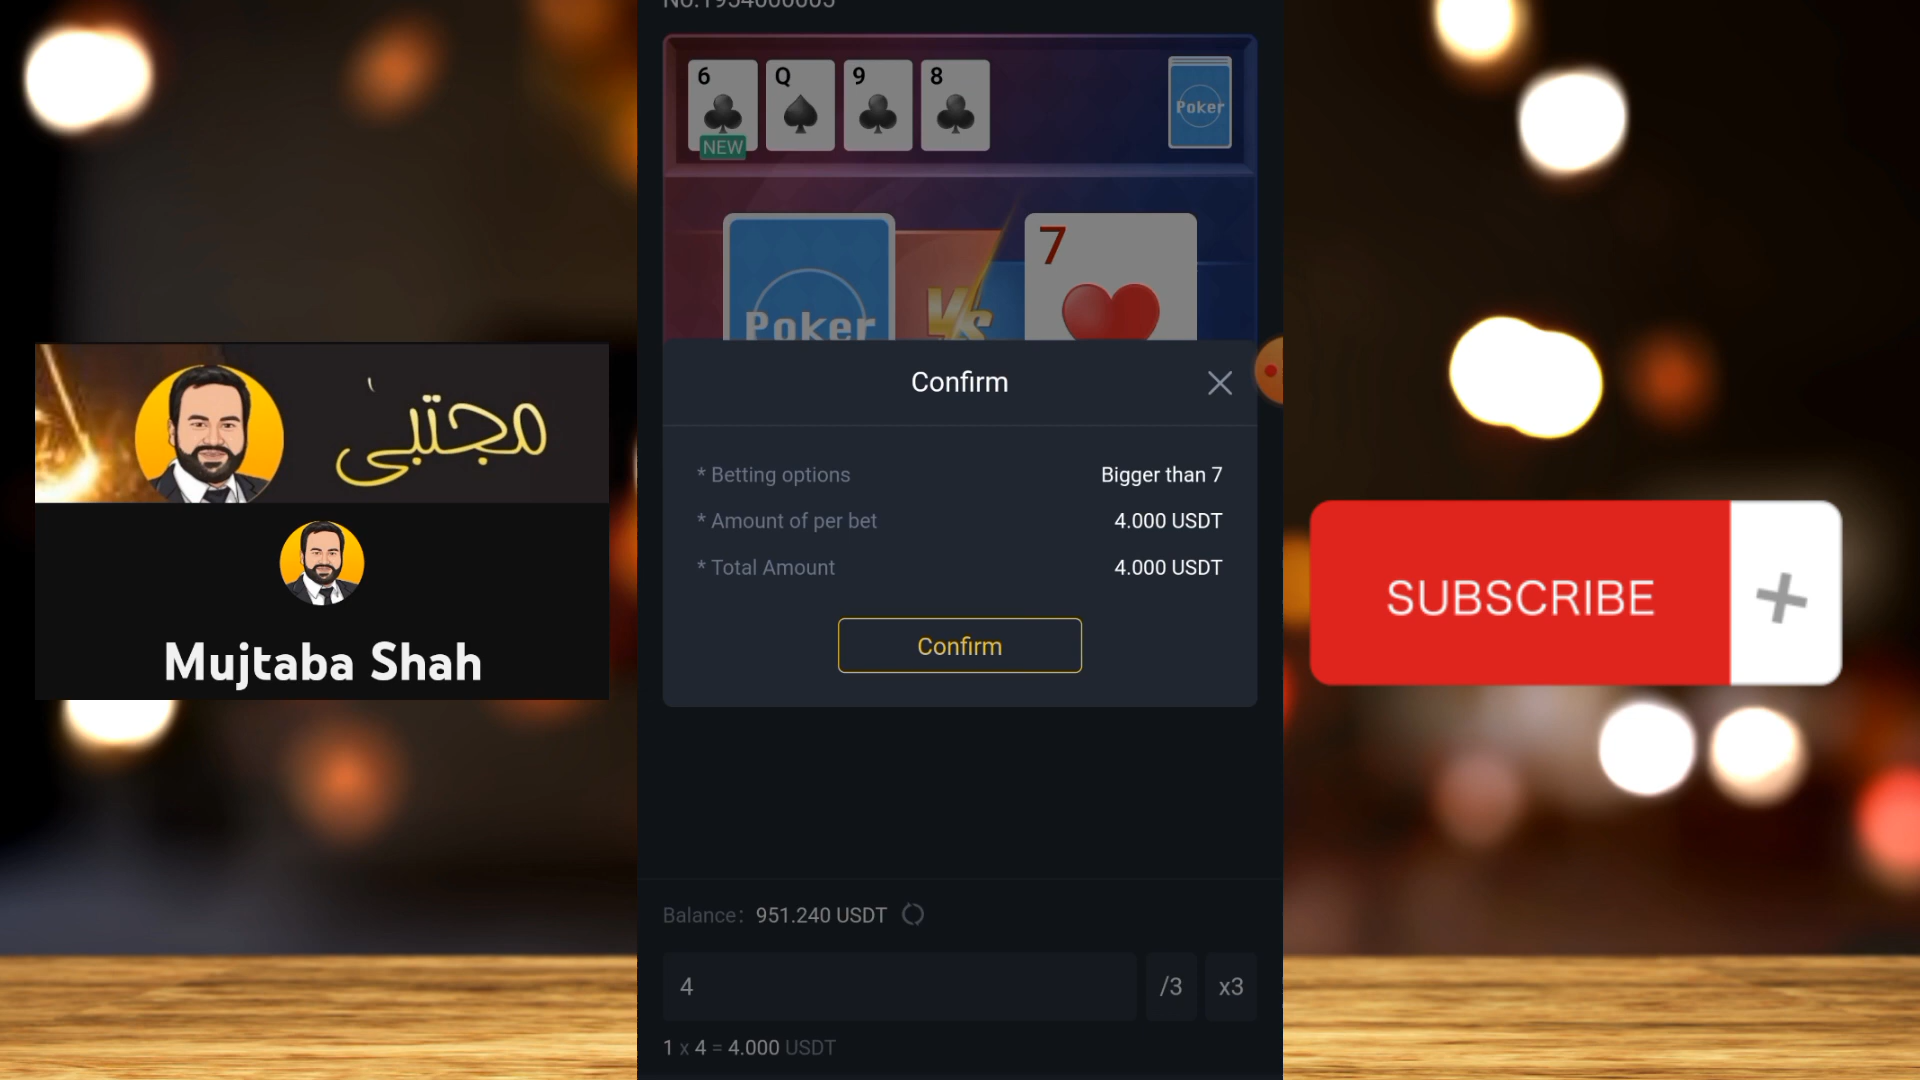 6
Q
9
8
NEW
Poker
7
Poker
VS
مجتبیٰ
Mujtaba Shah
Confirm
* Betting options Bigger than 7
* Amount of per bet 4.000 USDT
* Total Amount 4.000 USDT
Confirm
SUBSCRIBE +
Balance: 951.240 USDT
4 /3 x3
1 x 4 = 4.000 USDT